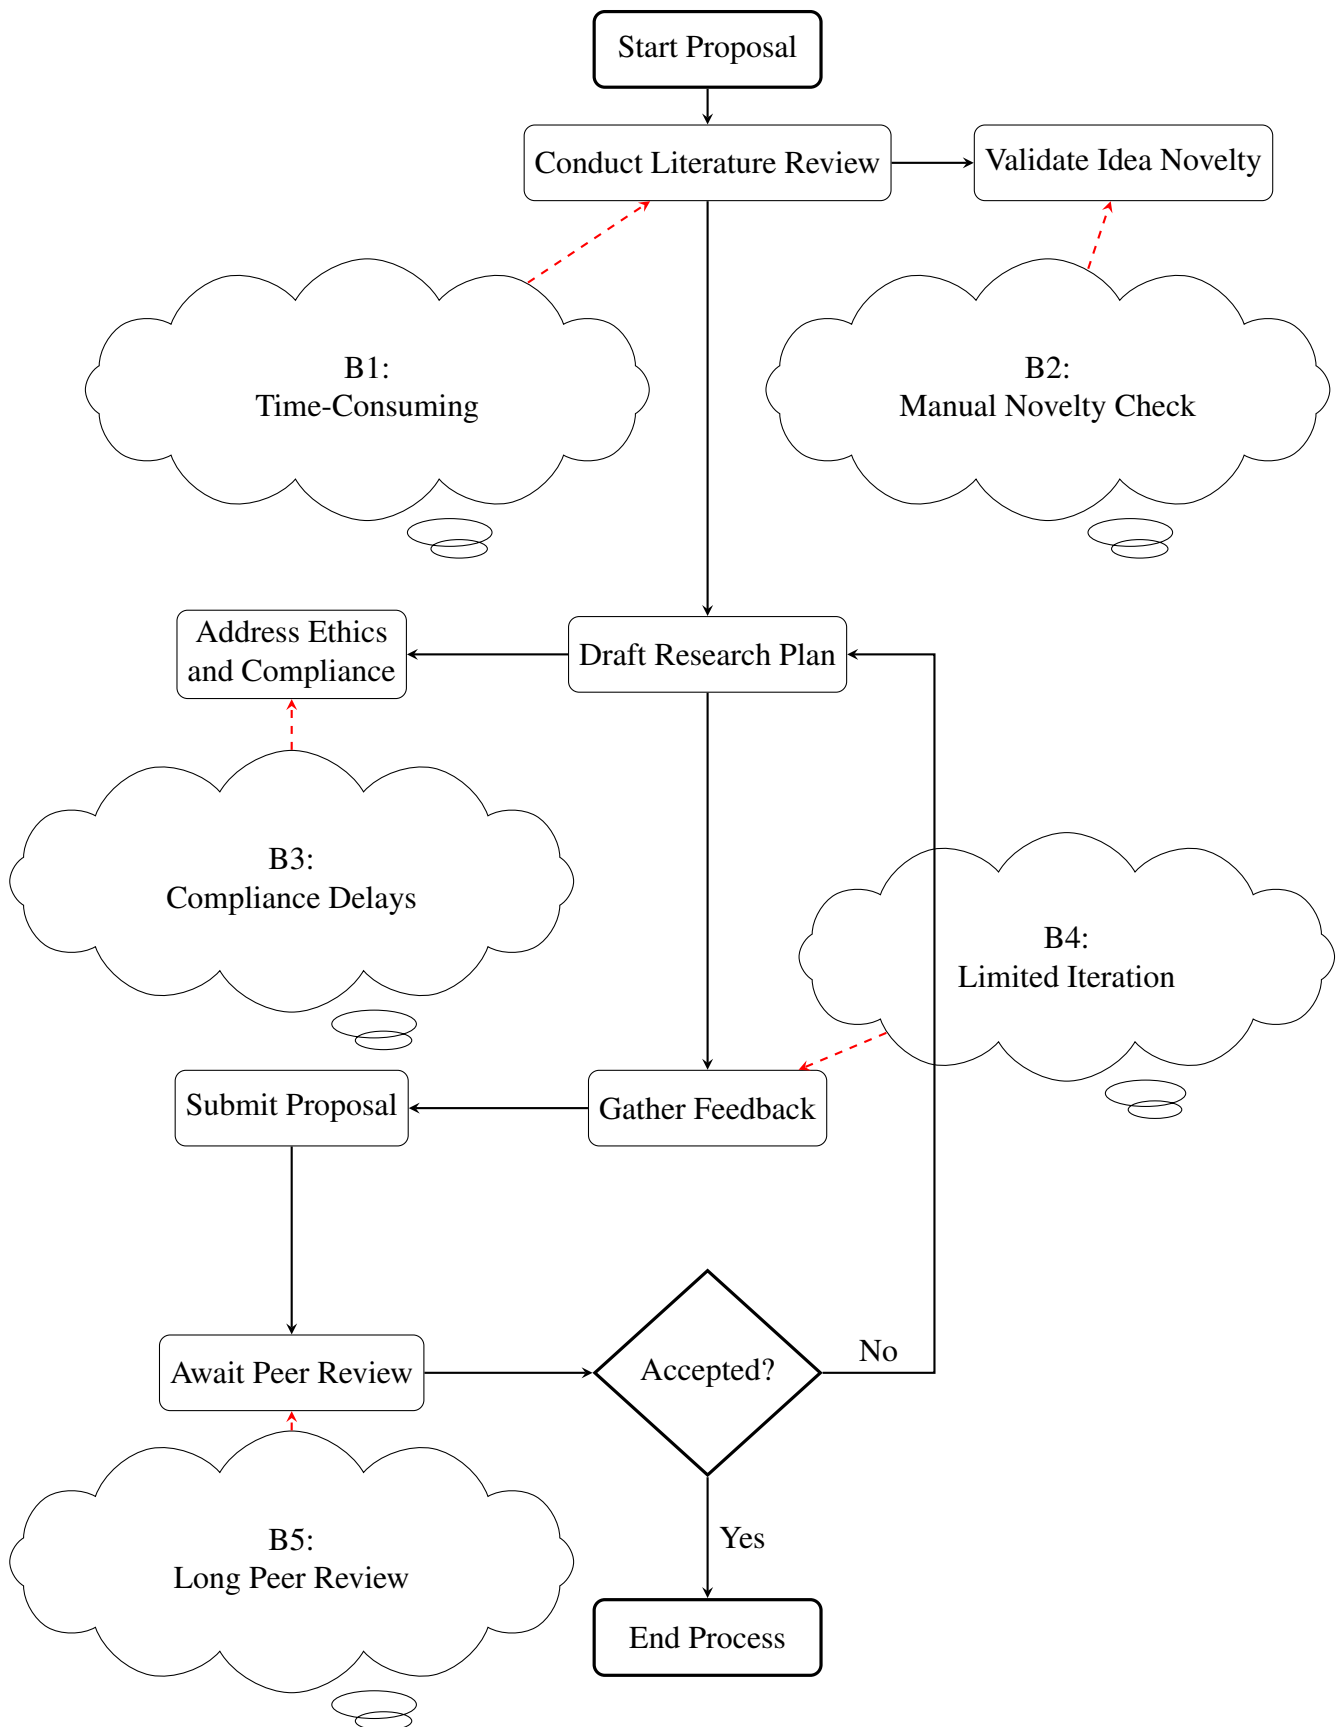 Start Proposal
Conduct Literature Review
Validate Idea Novelty
B1:
Time-Consuming
B2:
Manual Novelty Check
Address Ethics
and Compliance
Draft Research Plan
B3:
Compliance Delays
B4:
Limited Iteration
Submit Proposal
Gather Feedback
Await Peer Review
Accepted?
No
Yes
B5:
Long Peer Review
End Process